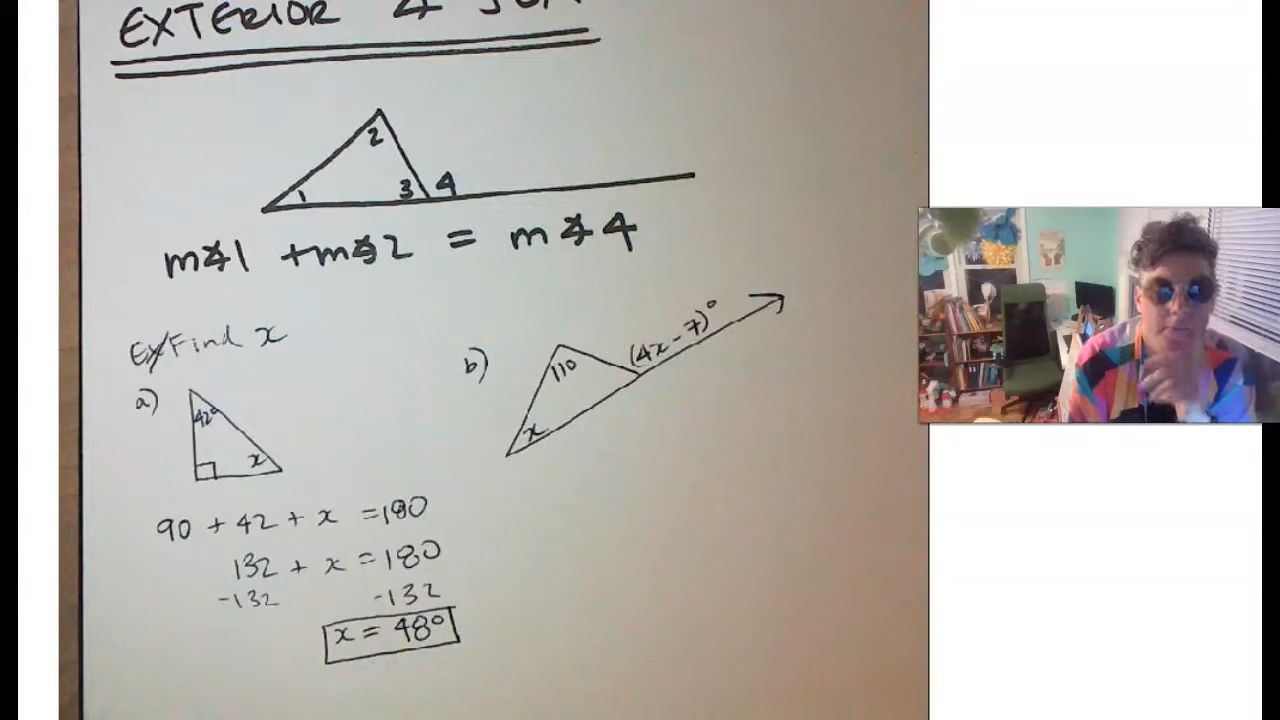 EXTERIOR ∡
2
1 3 4
m∡1 + m∡2 = m∡4
Ex/ Find x
a)
42°
x
90 + 42 + x = 180
132 + x = 180
-132 -132
x = 48°
b)
110
(4x - 7)°
x